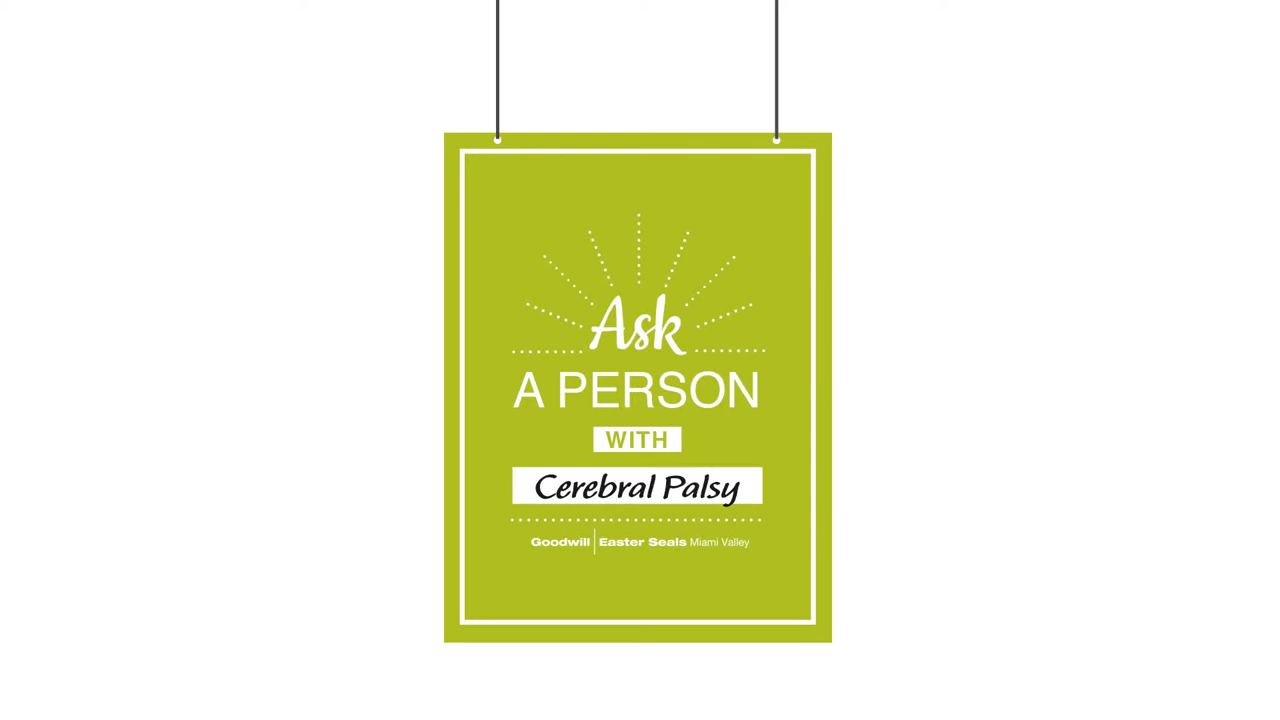 Ask
A PERSON
WITH
Cerebral Palsy
Goodwill | Easter Seals Miami Valley